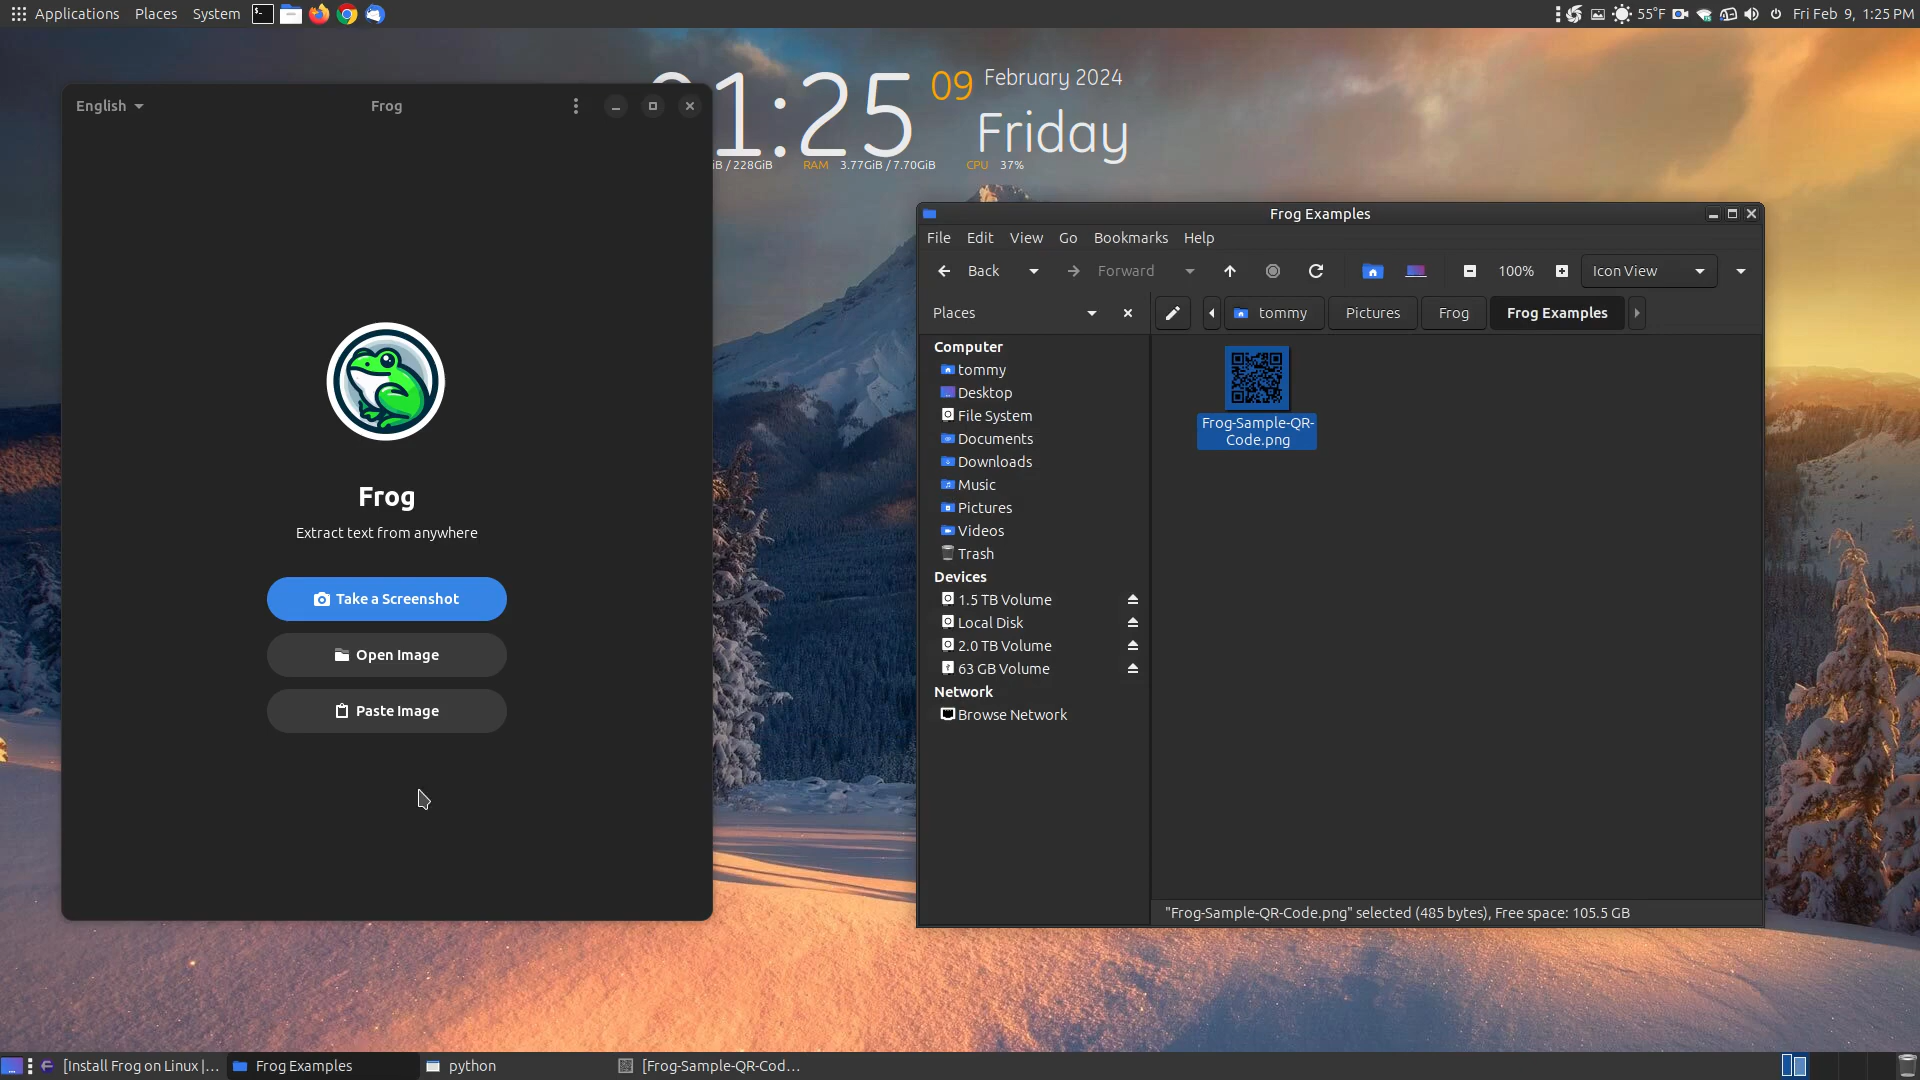 Applications Places System
55°F Fri Feb 9, 1:25 PM
1:25
09 February 2024
Friday
/ 228GiB RAM 3.77GiB / 7.70GiB CPU 37%
English Frog
Frog
Extract text from anywhere
Take a Screenshot
Open Image
Paste Image
Frog Examples
File Edit View Go Bookmarks Help
Back Forward 100% Icon View
Places tommy Pictures Frog Frog Examples
Computer
tommy
Desktop
File System
Documents
Downloads
Music
Pictures
Videos
Trash
Devices
1.5 TB Volume
Local Disk
2.0 TB Volume
63 GB Volume
Network
Browse Network
Frog-Sample-QR-
Code.png
"Frog-Sample-QR-Code.png" selected (485 bytes), Free space: 105.5 GB
[Install Frog on Linux |... Frog Examples python [Frog-Sample-QR-Cod...